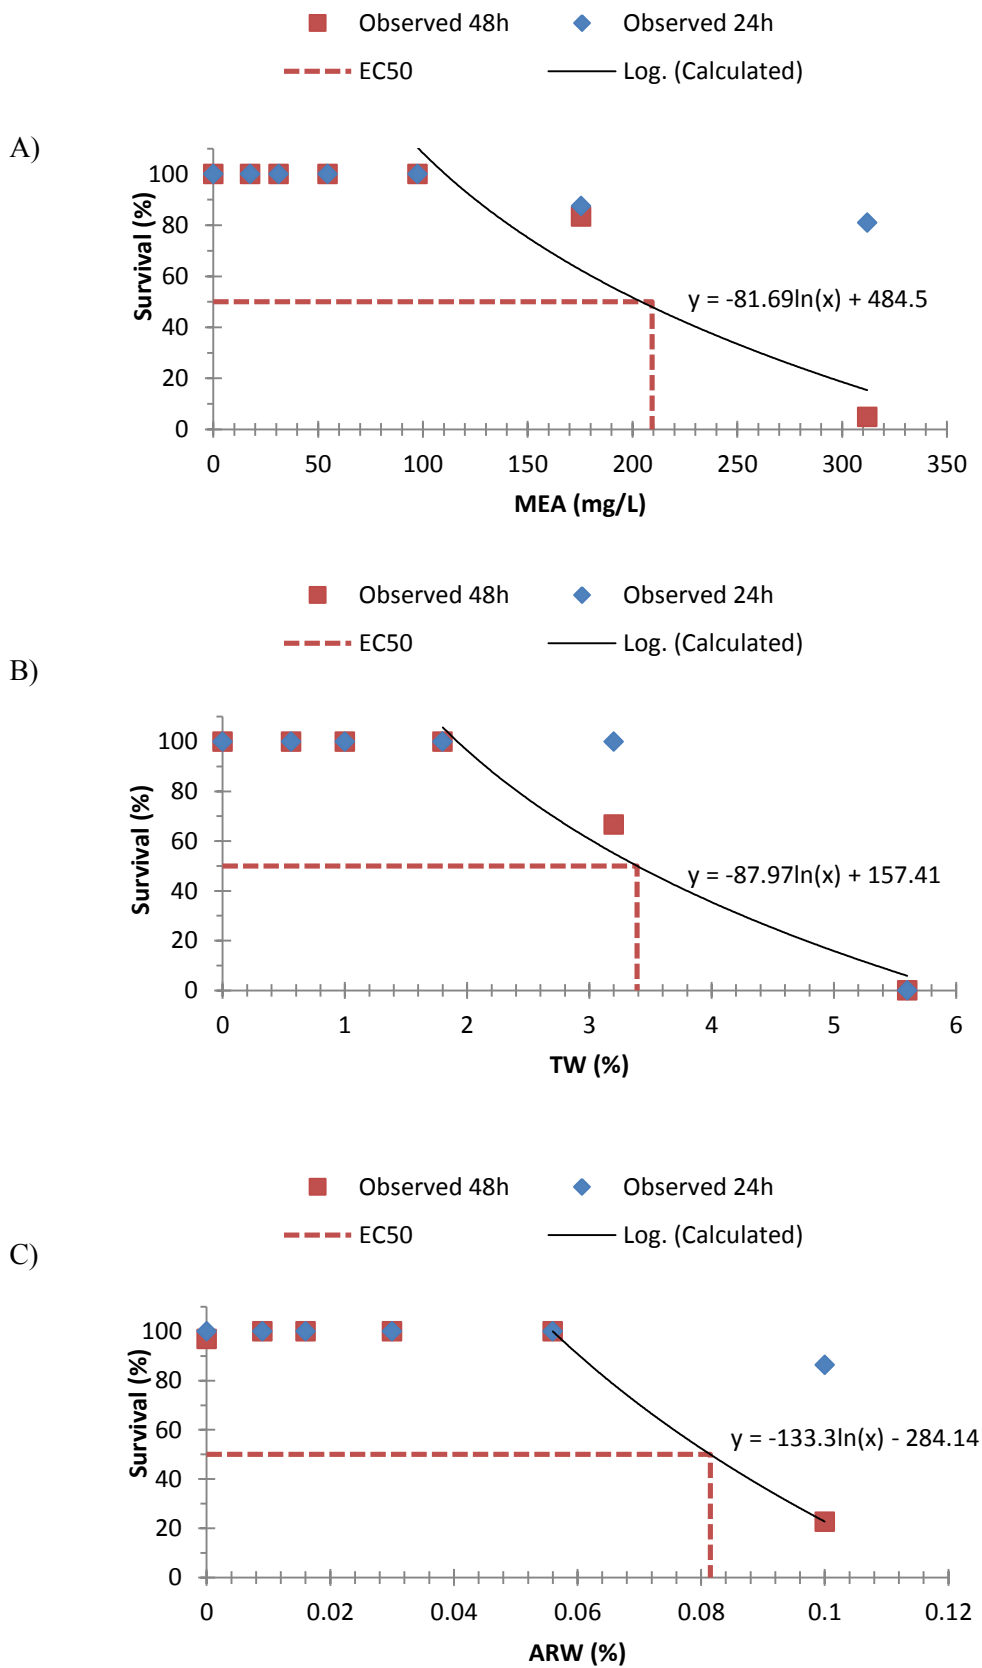 Observed 48h Observed 24h
EC50 Log. (Calculated)
A)
100
80
60
40
20
0
Survival (%)
y = -81.69ln(x) + 484.5
0 50 100 150 200 250 300 350
MEA (mg/L)
Observed 48h Observed 24h
EC50 Log. (Calculated)
B)
100
80
60
40
20
0
Survival (%)
y = -87.97ln(x) + 157.41
0 1 2 3 4 5 6
TW (%)
Observed 48h Observed 24h
EC50 Log. (Calculated)
C)
100
80
60
40
20
0
Survival (%)
y = -133.3ln(x) - 284.14
0 0.02 0.04 0.06 0.08 0.1 0.12
ARW (%)